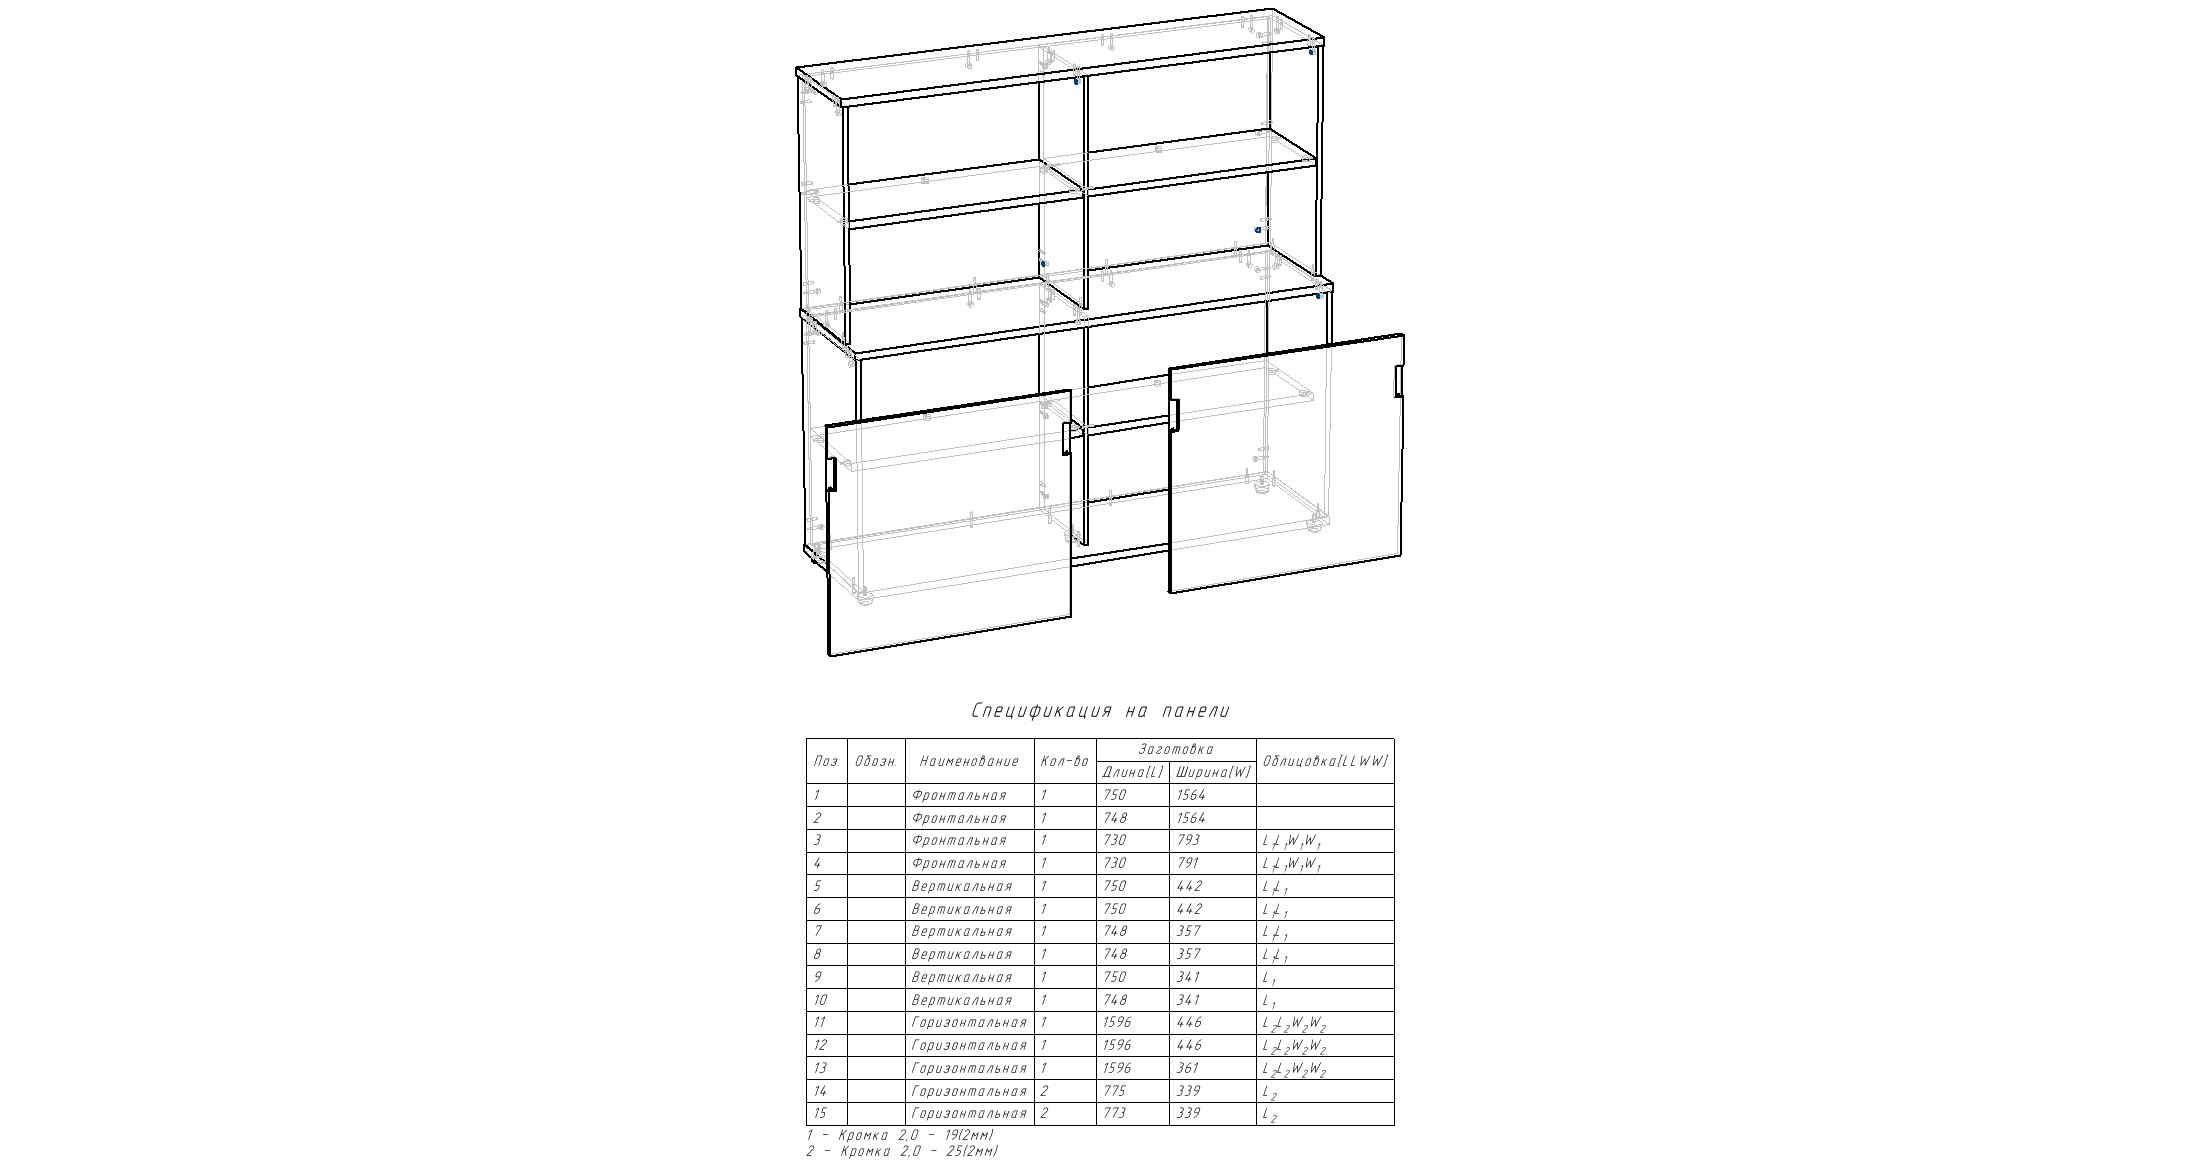 Спецификация на панели
Поз. Обозн. Наименование Кол-во Заготовка Облицовка[LLWW]
Длина[L] Ширина[W]
1 Фронтальная 1 750 1564
2 Фронтальная 1 748 1564
3 Фронтальная 1 730 793 L1L1W1W1
4 Фронтальная 1 730 791 L1L1W1W1
5 Вертикальная 1 750 442 L1L1
6 Вертикальная 1 750 442 L1L1
7 Вертикальная 1 748 357 L1L1
8 Вертикальная 1 748 357 L1L1
9 Вертикальная 1 750 341 L1
10 Вертикальная 1 748 341 L1
11 Горизонтальная 1 1596 446 L2L2W2W2
12 Горизонтальная 1 1596 446 L2L2W2W2
13 Горизонтальная 1 1596 361 L2L2W2W2
14 Горизонтальная 2 775 339 L2
15 Горизонтальная 2 773 339 L2
1 - Кромка 2,0 - 19(2мм)
2 - Кромка 2,0 - 25(2мм)